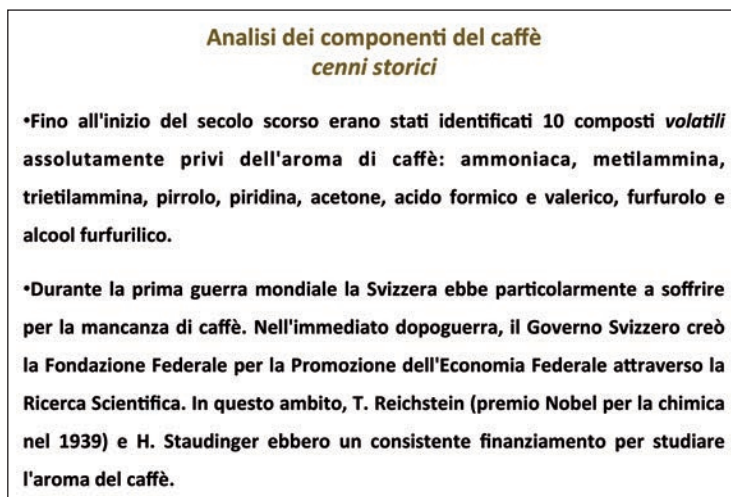 Analisi dei componenti del caffè
cenni storici
•Fino all'inizio del secolo scorso erano stati identificati 10 composti volatili
assolutamente privi dell'aroma di caffè: ammoniaca, metilammina,
trietilammina, pirrolo, piridina, acetone, acido formico e valerico, furfurolo e
alcool furfurilico.
•Durante la prima guerra mondiale la Svizzera ebbe particolarmente a soffrire
per la mancanza di caffè. Nell'immediato dopoguerra, il Governo Svizzero creò
la Fondazione Federale per la Promozione dell'Economia Federale attraverso la
Ricerca Scientifica. In questo ambito, T. Reichstein (premio Nobel per la chimica
nel 1939) e H. Staudinger ebbero un consistente finanziamento per studiare
l'aroma del caffè.